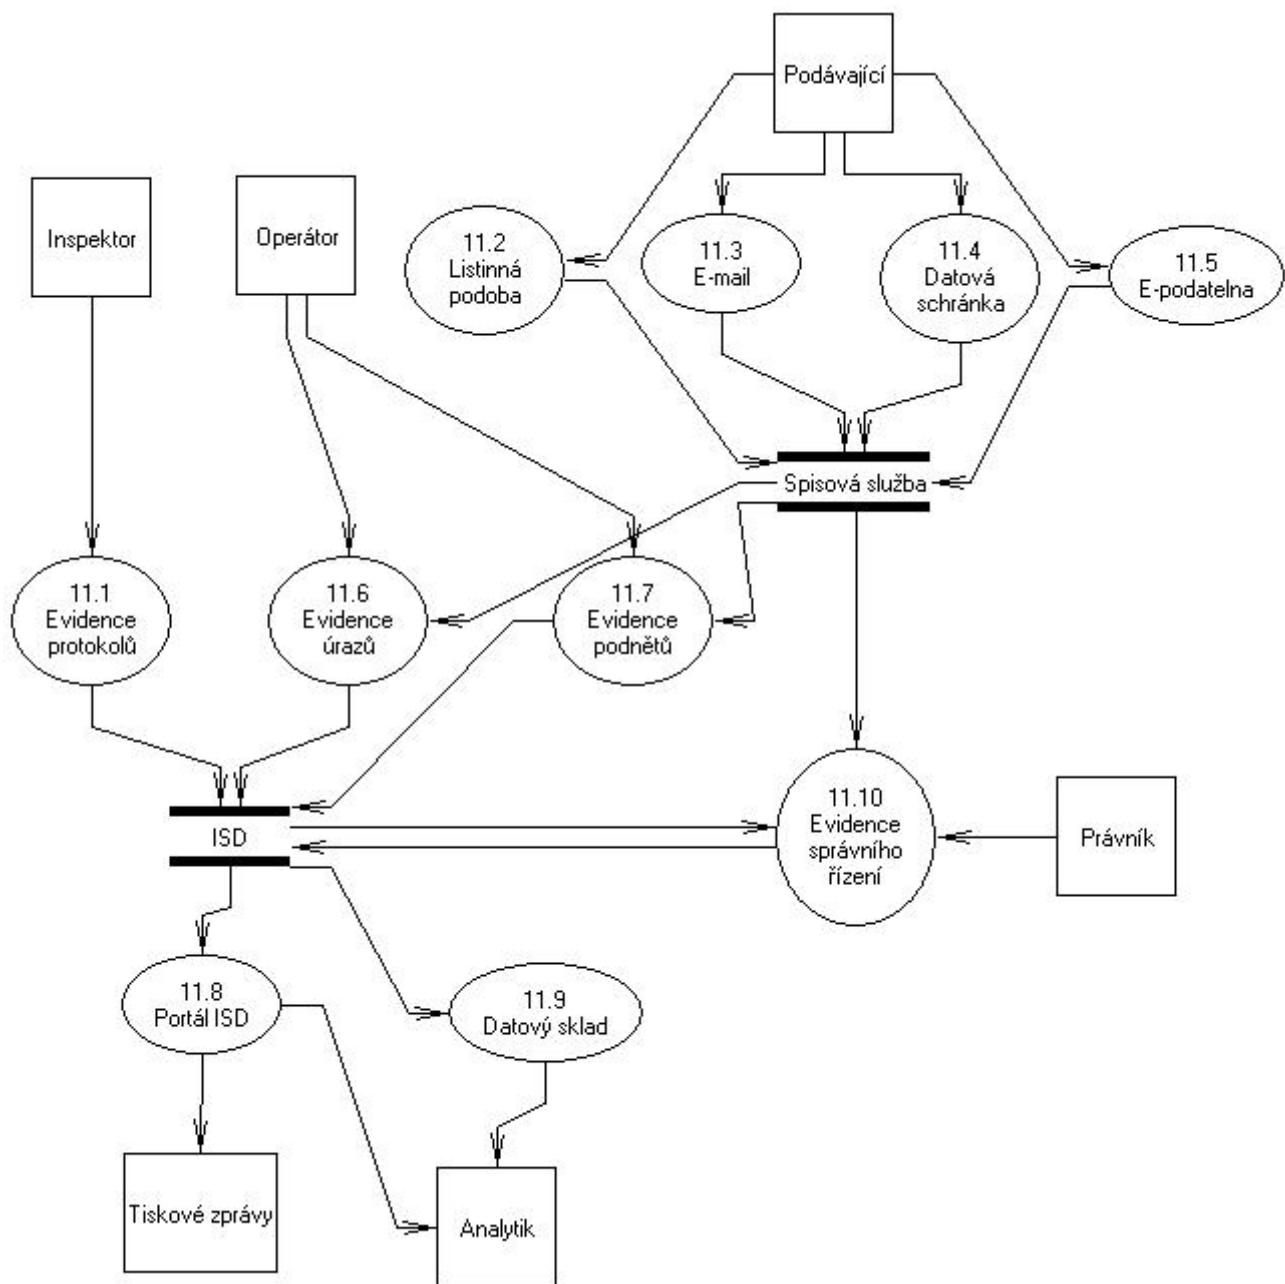 Podávající
Inspektor
Operátor
11.2
Listinná
podoba
11.3
E-mail
11.4
Datová
schránka
11.5
E-podatelna
Spisová služba
11.1
Evidence
protokolů
11.6
Evidence
úrazů
11.7
Evidence
podnětů
ISD
11.10
Evidence
správního
řízení
Právník
11.8
Portál ISD
11.9
Datový sklad
Tiskové zprávy
Analytik